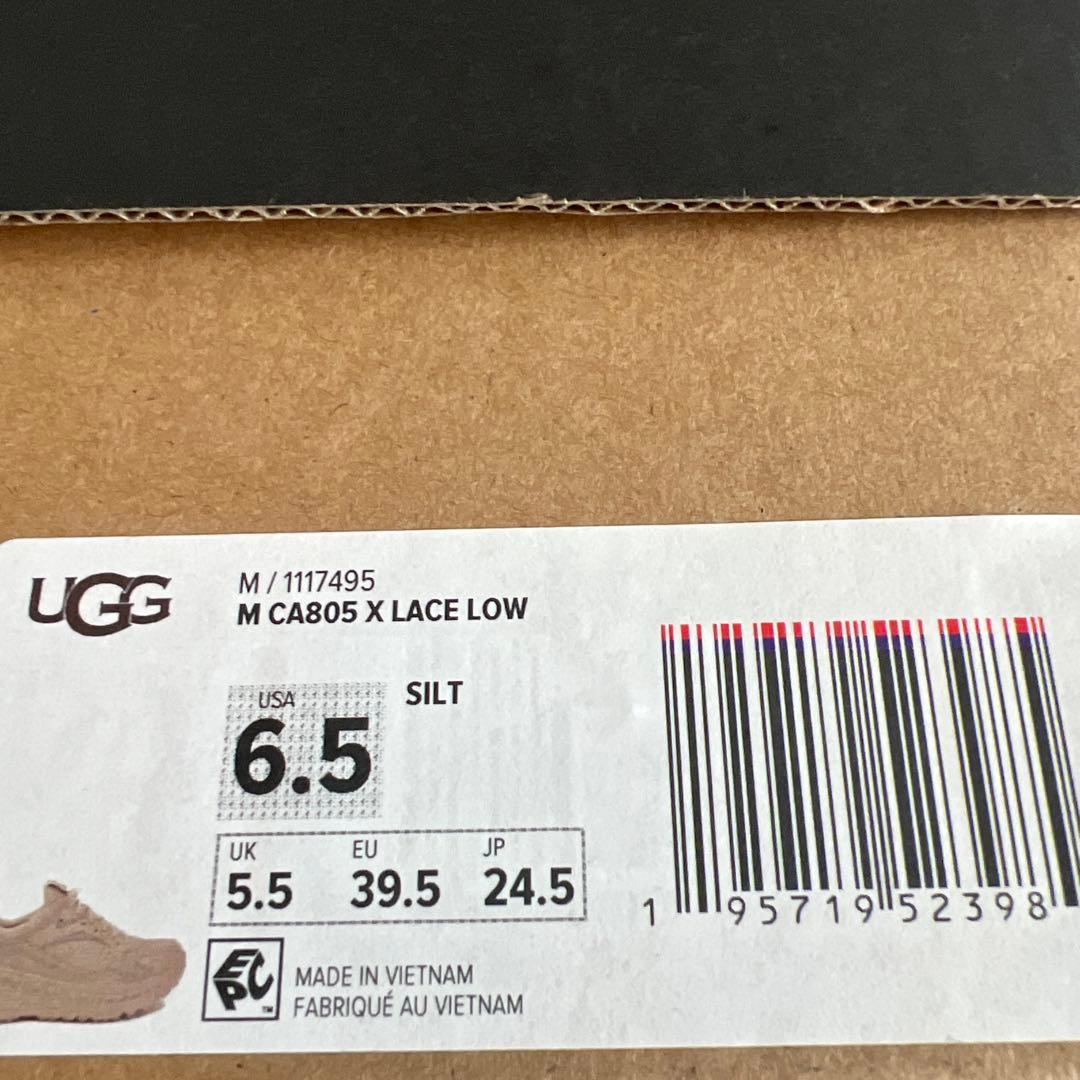 UGG
M / 1117495
M CA805 X LACE LOW
USA
6.5
SILT
UK EU JP
5.5 39.5 24.5
1 95719 52398
EPC
TM
MADE IN VIETNAM
FABRIQUÉ AU VIETNAM